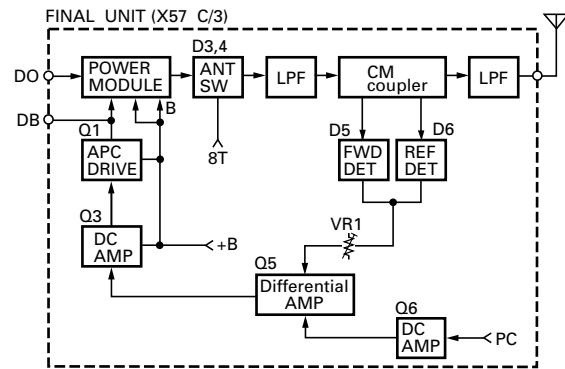 FINAL UNIT (X57 C/3)
D3,4
DO
POWER
MODULE
ANT
SW
LPF
CM
coupler
LPF
B
DB
Q1
8T
D5
D6
APC
DRIVE
FWD
DET
REF
DET
Q3
VR1
DC
AMP
+B
Q5
Differential
AMP
Q6
DC
AMP
PC